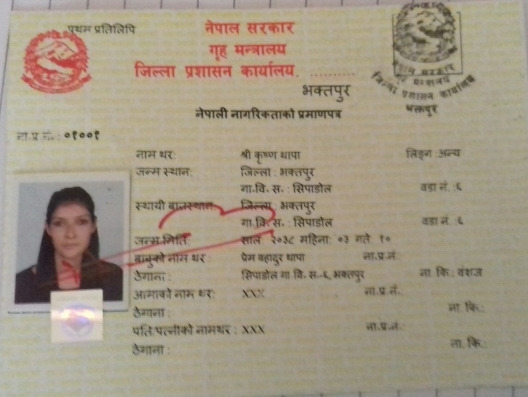 प्रथम प्रतिलिपि
नेपाल सरकार
गृह मन्त्रालय
जिल्ला प्रशासन कार्यालय, ............
भक्तपुर
जिल्ला प्रशासन कार्यालय
भक्तपुर
नेपाली नागरिकताको प्रमाणपत्र
ना.प्र.नं. : ०१००१
नाम थर: श्री कृष्ण थापा लिङ्ग: अन्य
जन्म स्थान: जिल्ला : भक्तपुर
गा.वि. स. : सिपाडोल वडा नं. : ६
स्थायी बासस्थान: जिल्ला: भक्तपुर
गा.वि. स. : सिपाडोल वडा नं. : ६
जन्म मिति: साल: २०३८ महिना: ०३ गते: १०
बाबुको नाम थर: प्रेम बहादुर थापा ना.प्र.नं:
ठेगाना: सिपाडोल गा. वि. स.-६, भक्तपुर ना. कि.: वंशज
आमाको नाम थर: XXX ना.प्र.नं:
ठेगाना : ना. कि.:
पति/पत्नीको नामथर : XXX ना.प्र.नं:
ठेगाना : ना. कि.: